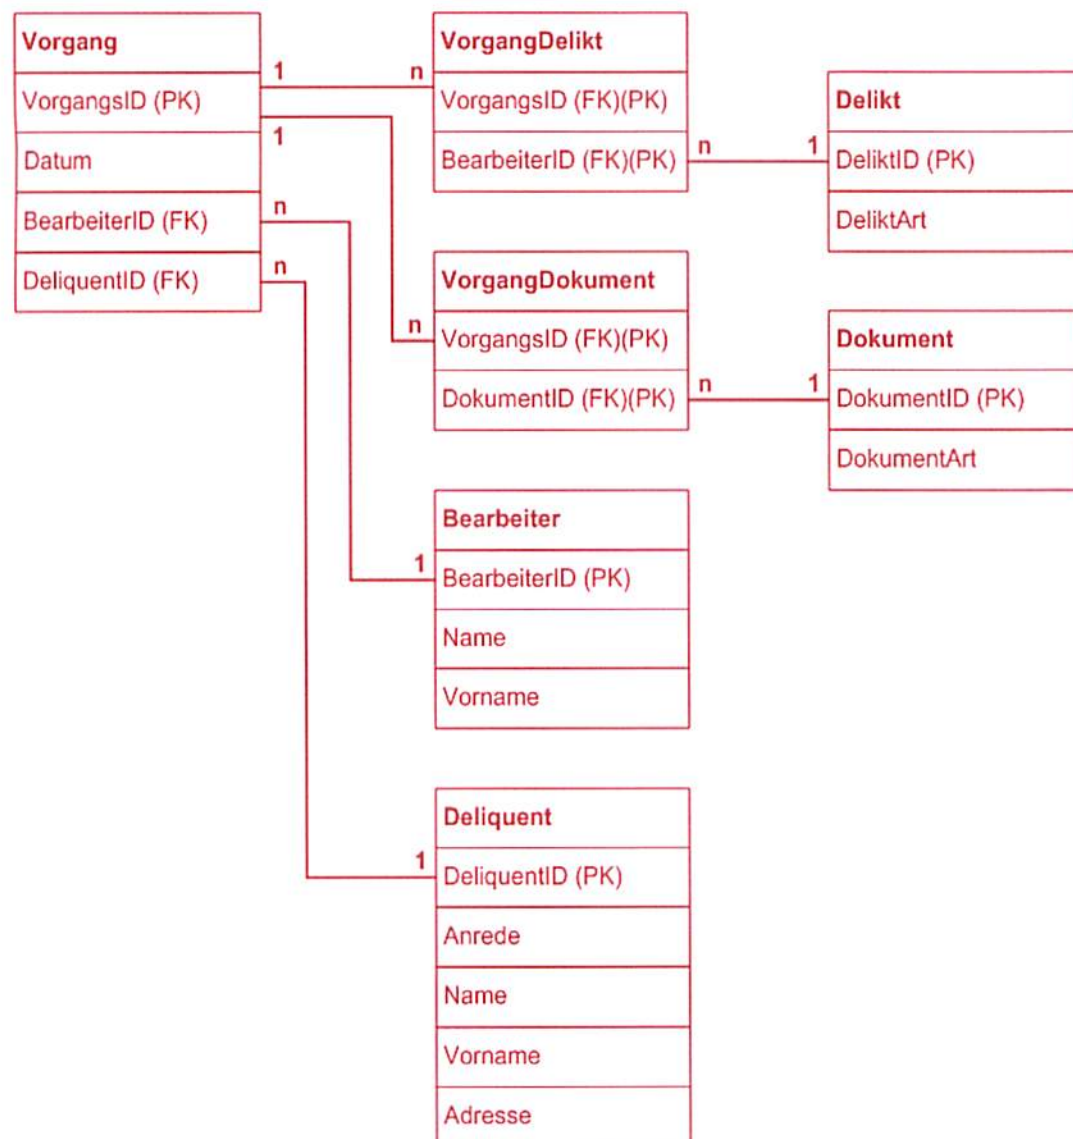 Vorgang
VorgangsID (PK)
Datum
BearbeiterID (FK)
DeliquentID (FK)
1
n
1
n
n
n
VorgangDelikt
VorgangsID (FK)(PK)
BearbeiterID (FK)(PK)
n
1
Delikt
DeliktID (PK)
DeliktArt
VorgangDokument
VorgangsID (FK)(PK)
DokumentID (FK)(PK)
n
1
Dokument
DokumentID (PK)
DokumentArt
1
Bearbeiter
BearbeiterID (PK)
Name
Vorname
1
Deliquent
DeliquentID (PK)
Anrede
Name
Vorname
Adresse